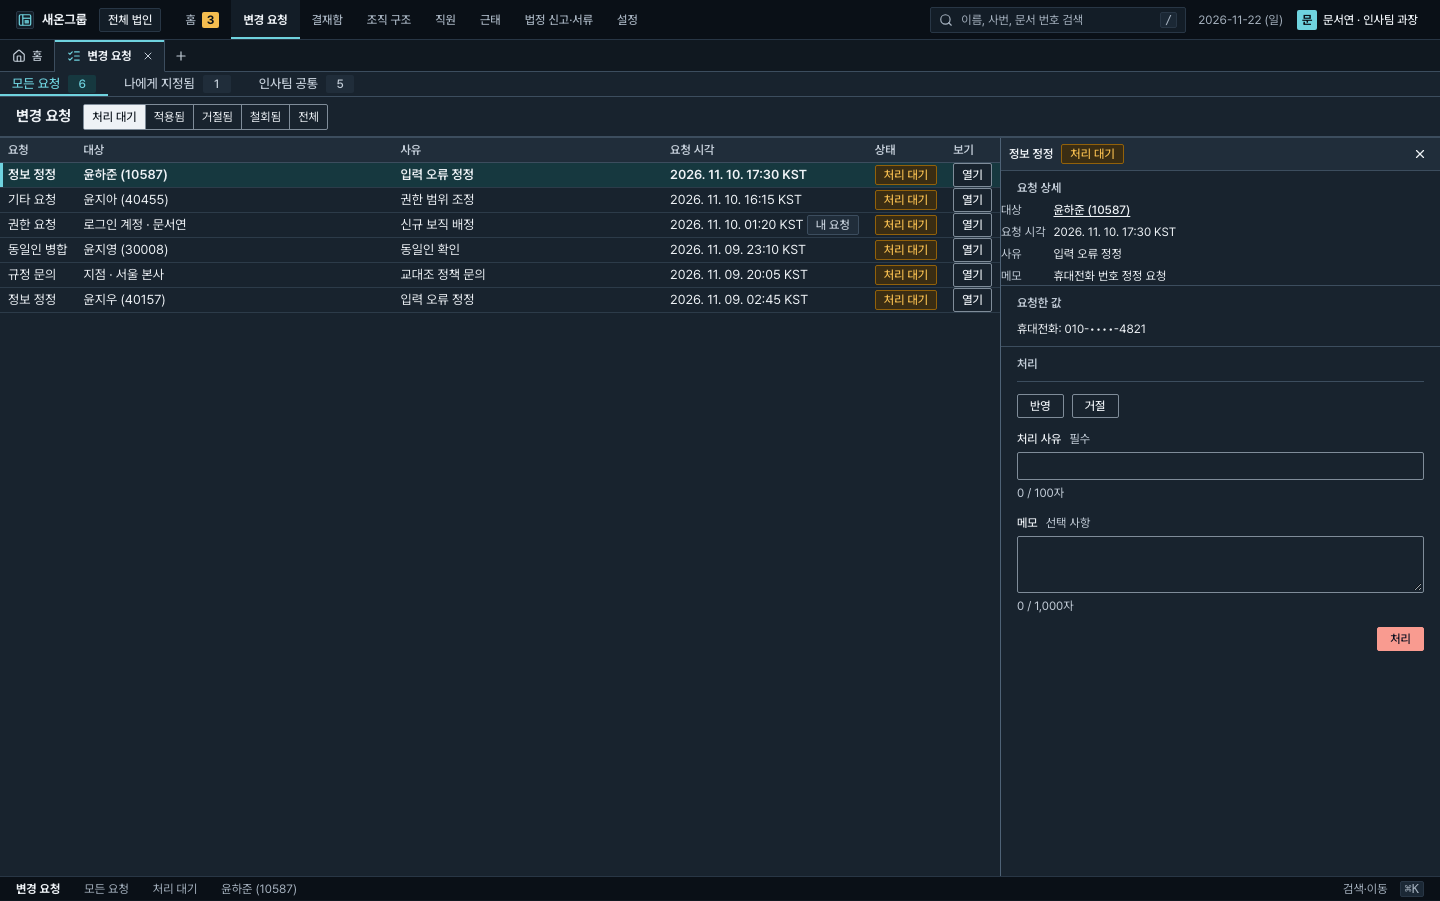 새온그룹 전체 법인 홈 3 변경 요청 결재함 조직 구조 직원 근태 법정 신고·서류 설정 이름, 사번, 문서 번호 검색 / 2026-11-22 (일) 문 문서연 · 인사팀 과장
홈 변경 요청
모든 요청 6 나에게 지정됨 1 인사팀 공통 5
변경 요청 처리 대기 적용됨 거절됨 철회됨 전체
요청 대상 사유 요청 시각 상태 보기
정보 정정 윤하준 (10587) 입력 오류 정정 2026. 11. 10. 17:30 KST 처리 대기 열기
기타 요청 윤지아 (40455) 권한 범위 조정 2026. 11. 10. 16:15 KST 처리 대기 열기
권한 요청 로그인 계정 · 문서연 신규 보직 배정 2026. 11. 10. 01:20 KST 내 요청 처리 대기 열기
동일인 병합 윤지영 (30008) 동일인 확인 2026. 11. 09. 23:10 KST 처리 대기 열기
규정 문의 지점 · 서울 본사 교대조 정책 문의 2026. 11. 09. 20:05 KST 처리 대기 열기
정보 정정 윤지우 (40157) 입력 오류 정정 2026. 11. 09. 02:45 KST 처리 대기 열기
정보 정정 처리 대기
요청 상세
대상 윤하준 (10587)
요청 시각 2026. 11. 10. 17:30 KST
사유 입력 오류 정정
메모 휴대전화 번호 정정 요청
요청한 값
휴대전화: 010-••••-4821
처리
반영 거절
처리 사유 필수
0 / 100자
메모 선택 사항
0 / 1,000자
처리
변경 요청 모든 요청 처리 대기 윤하준 (10587) 검색·이동 ⌘K